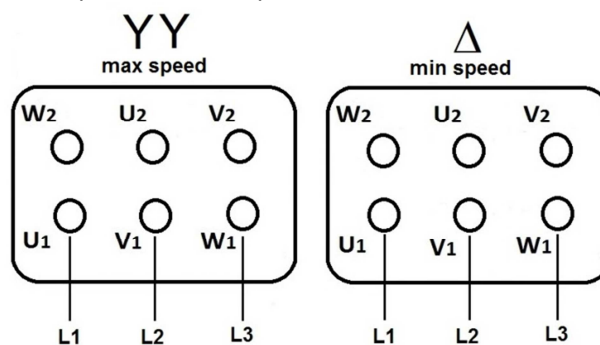 YY Δ
max speed min speed
W2 U2 V2 W2 U2 V2
U1 V1 W1 U1 V1 W1
L1 L2 L3 L1 L2 L3